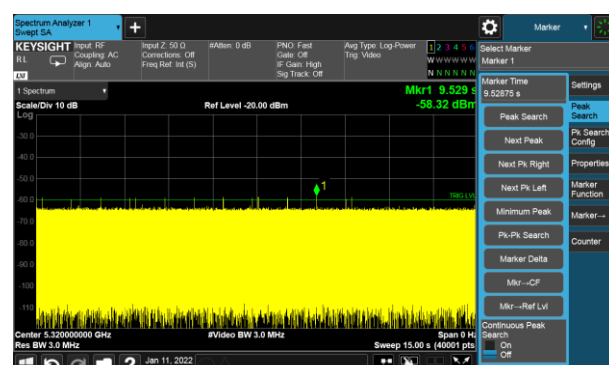 Spectrum Analyzer 1
Swept SA
+
Marker
KEYSIGHT
Input: RF
Input Z: 50 Ω
#Atten: 0 dB
PNO: Fast
Avg Type: Log-Power
1 2 3 4 5 6
RL
Coupling: AC
Corrections: Off
Gate: Off
Trig: Video
W W W W W W
Align: Auto
Freq Ref: Int (S)
IF Gain: High
N N N N N N
Sig Track: Off
LXI
Select Marker
Marker 1
1 Spectrum
Mkr1 9.529 s
Scale/Div 10 dB
Ref Level -20.00 dBm
-58.32 dBm
Log
-30.0
-50.0
-60.0
-70.0
-80.0
-90.0
-100
-110
1
TRIG LVL
Center 5.320000000 GHz
#Video BW 3.0 MHz
Span 0 Hz
Res BW 3.0 MHz
Sweep 15.00 s (40001 pts)
Jan 11, 2022
Marker Time
9.52875 s
Peak Search
Next Peak
Next Pk Right
Next Pk Left
Minimum Peak
Pk-Pk Search
Marker Delta
Mkr→CF
Mkr→Ref Lvl
Continuous Peak
Search
On
Off
Settings
Peak
Search
Pk Search
Config
Properties
Marker
Function
Marker→
Counter